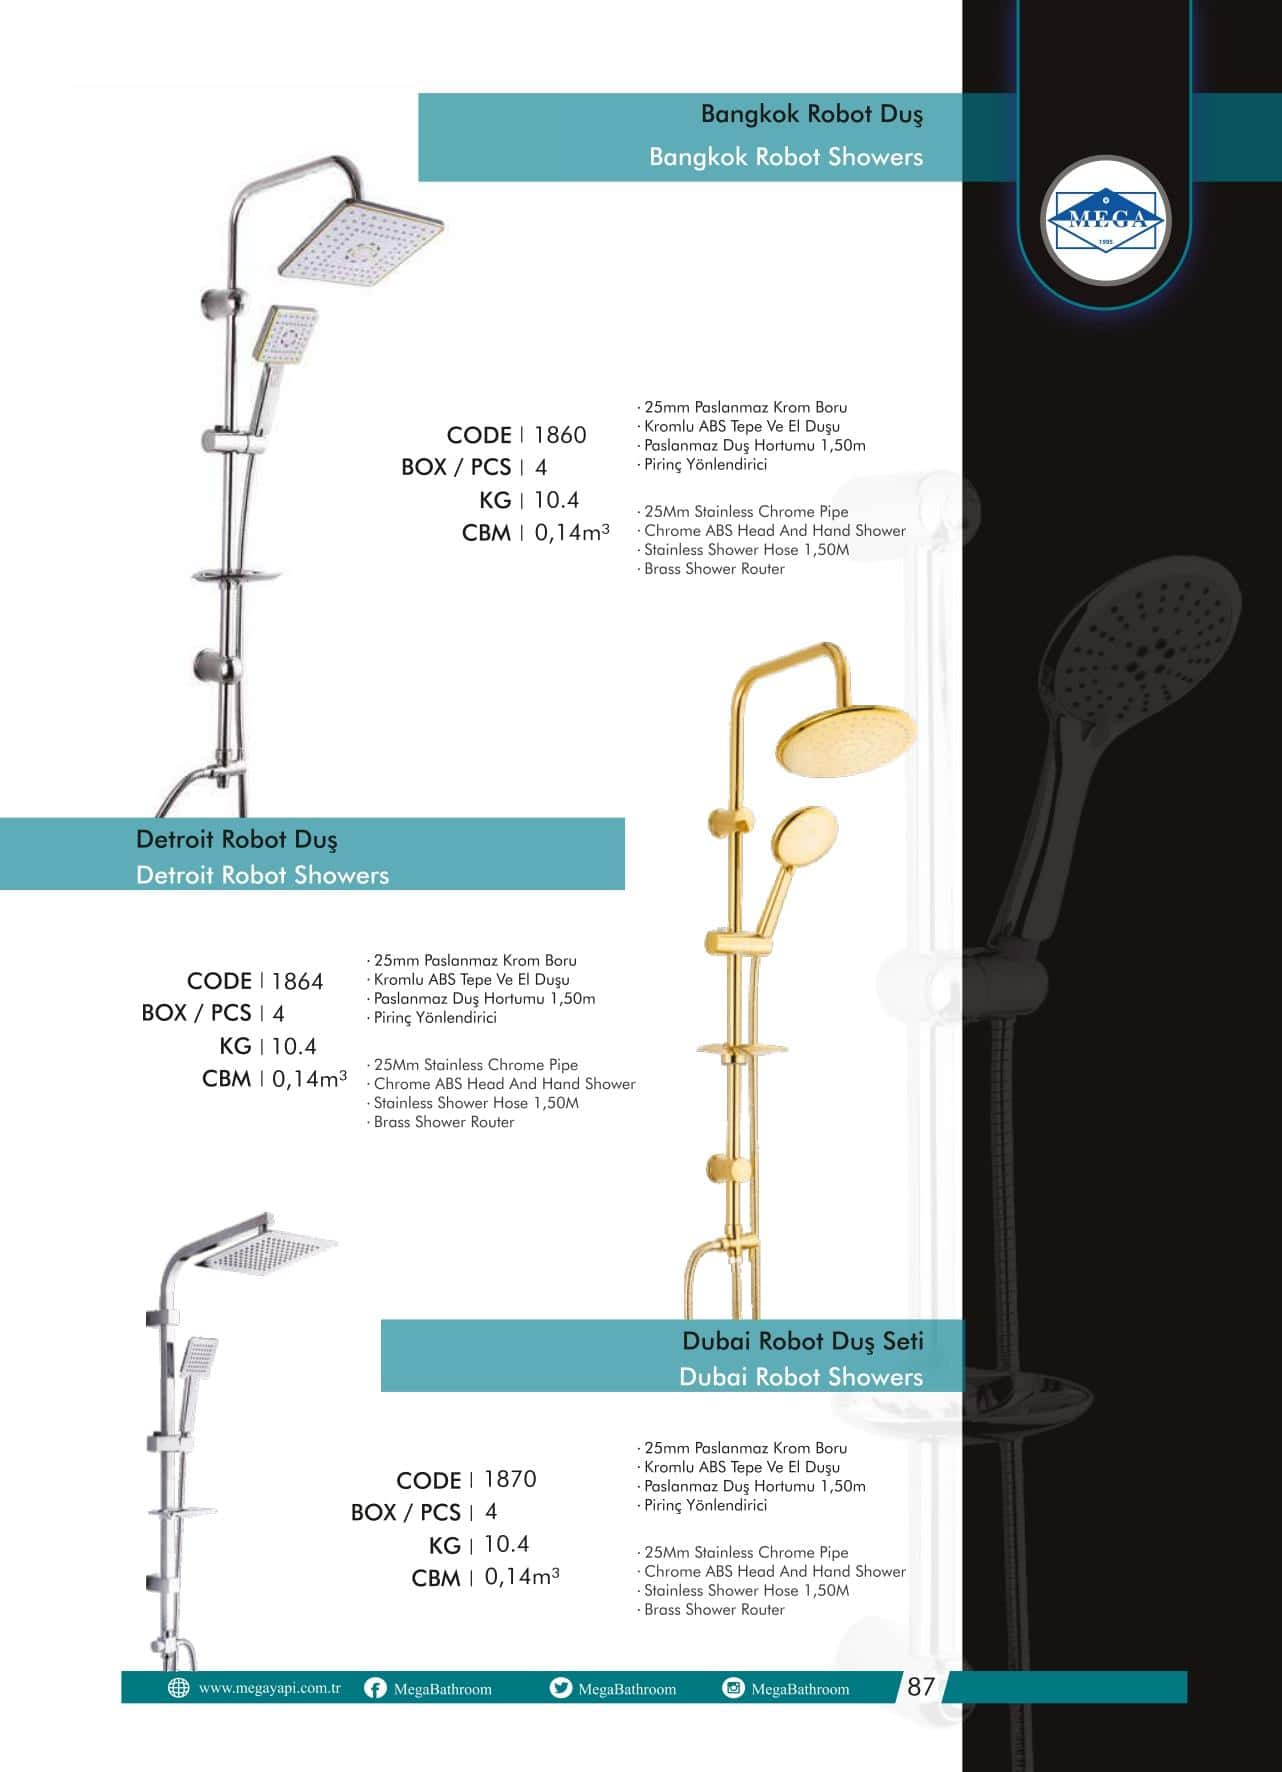 Bangkok Robot Duş
Bangkok Robot Showers
MEGA
1995
CODE | 1860
BOX / PCS | 4
KG | 10.4
CBM | 0,14m³
· 25mm Paslanmaz Krom Boru
· Kromlu ABS Tepe Ve El Duşu
· Paslanmaz Duş Hortumu 1,50m
· Pirinç Yönlendirici
· 25Mm Stainless Chrome Pipe
· Chrome ABS Head And Hand Shower
· Stainless Shower Hose 1,50M
· Brass Shower Router
Detroit Robot Duş
Detroit Robot Showers
CODE | 1864
BOX / PCS | 4
KG | 10.4
CBM | 0,14m³
· 25mm Paslanmaz Krom Boru
· Kromlu ABS Tepe Ve El Duşu
· Paslanmaz Duş Hortumu 1,50m
· Pirinç Yönlendirici
· 25Mm Stainless Chrome Pipe
· Chrome ABS Head And Hand Shower
· Stainless Shower Hose 1,50M
· Brass Shower Router
Dubai Robot Duş Seti
Dubai Robot Showers
CODE | 1870
BOX / PCS | 4
KG | 10.4
CBM | 0,14m³
· 25mm Paslanmaz Krom Boru
· Kromlu ABS Tepe Ve El Duşu
· Paslanmaz Duş Hortumu 1,50m
· Pirinç Yönlendirici
· 25Mm Stainless Chrome Pipe
· Chrome ABS Head And Hand Shower
· Stainless Shower Hose 1,50M
· Brass Shower Router
www.megayapi.com.tr MegaBathroom MegaBathroom MegaBathroom 87